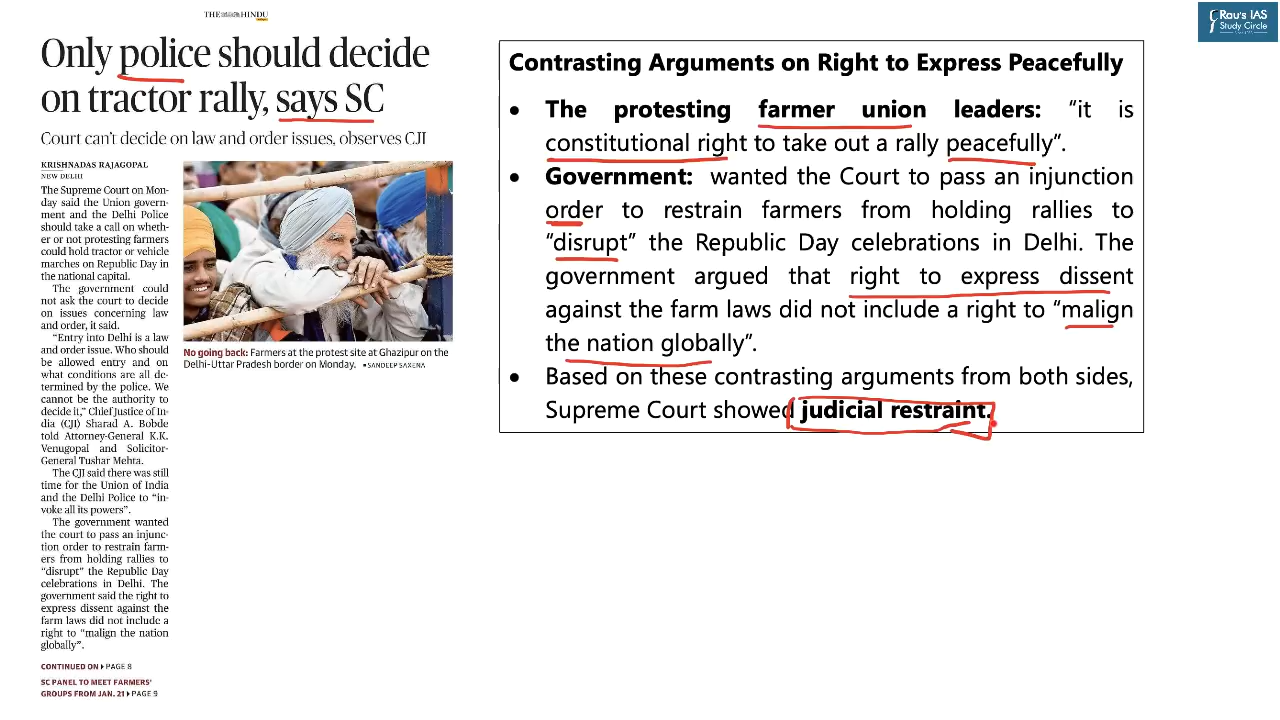 THE HINDU
Only police should decide
on tractor rally, says SC
Court can't decide on law and order issues, observes CJI
KRISHNADAS RAJAGOPAL
NEW DELHI
The Supreme Court on Mon-
day said the Union govern-
ment and the Delhi Police
should take a call on wheth-
er or not protesting farmers
could hold tractor or vehicle
marches on Republic Day in
the national capital.
The government could
not ask the court to decide
on issues concerning law
and order, it said.
"Entry into Delhi is a law
and order issue. Who should
be allowed entry and on
what conditions are all de-
termined by the police. We
cannot be the authority to
decide it," Chief Justice of In-
dia (CJI) Sharad A. Bobde
told Attorney-General K.K.
Venugopal and Solicitor-
General Tushar Mehta.
The CJI said there was still
time for the Union of India
and the Delhi Police to "in-
voke all its powers".
The government wanted
the court to pass an injunc-
tion order to restrain farm-
ers from holding rallies to
"disrupt" the Republic Day
celebrations in Delhi. The
government said the right to
express dissent against the
farm laws did not include a
right to "malign the nation
globally".
CONTINUED ON ▸ PAGE 8
SC PANEL TO MEET FARMERS'
GROUPS FROM JAN. 21 ▸ PAGE 9
No going back: Farmers at the protest site at Ghazipur on the
Delhi-Uttar Pradesh border on Monday. ▪ SANDEEP SAXENA
Rau's IAS
Study Circle
Contrasting Arguments on Right to Express Peacefully
• The protesting farmer union leaders: "it is
constitutional right to take out a rally peacefully".
• Government: wanted the Court to pass an injunction
order to restrain farmers from holding rallies to
"disrupt" the Republic Day celebrations in Delhi. The
government argued that right to express dissent
against the farm laws did not include a right to "malign
the nation globally".
• Based on these contrasting arguments from both sides,
Supreme Court showed judicial restraint.